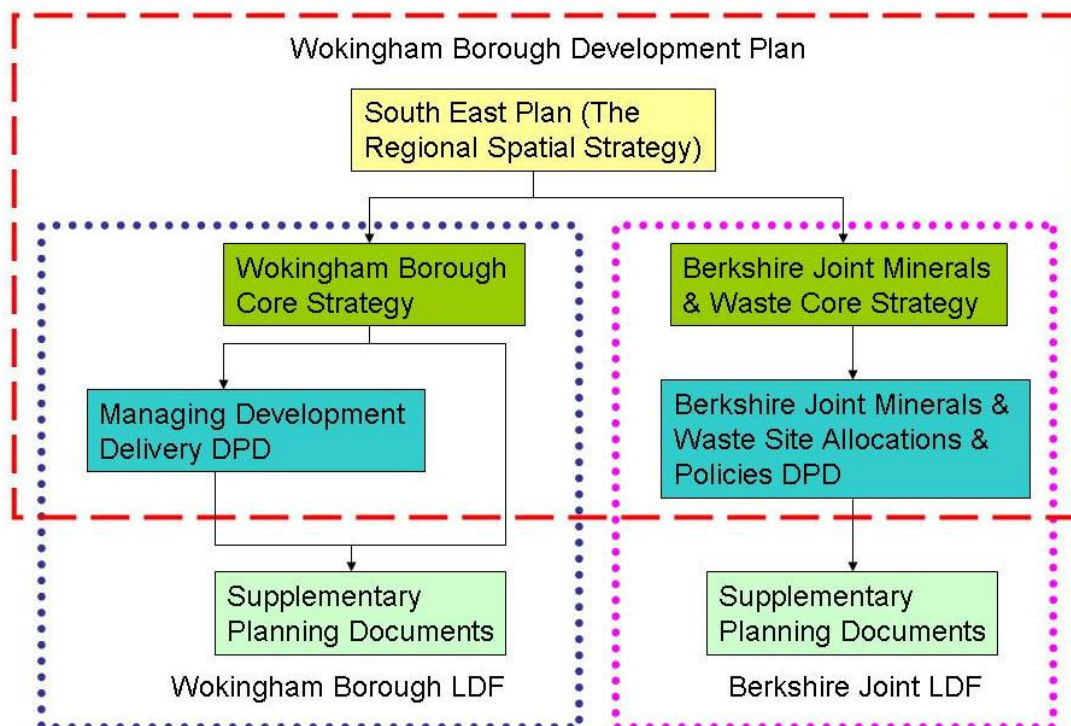 Wokingham Borough Development Plan
South East Plan (The
Regional Spatial Strategy)
Wokingham Borough
Core Strategy
Berkshire Joint Minerals
& Waste Core Strategy
Managing Development
Delivery DPD
Berkshire Joint Minerals &
Waste Site Allocations &
Policies DPD
Supplementary
Planning Documents
Supplementary
Planning Documents
Wokingham Borough LDF
Berkshire Joint LDF